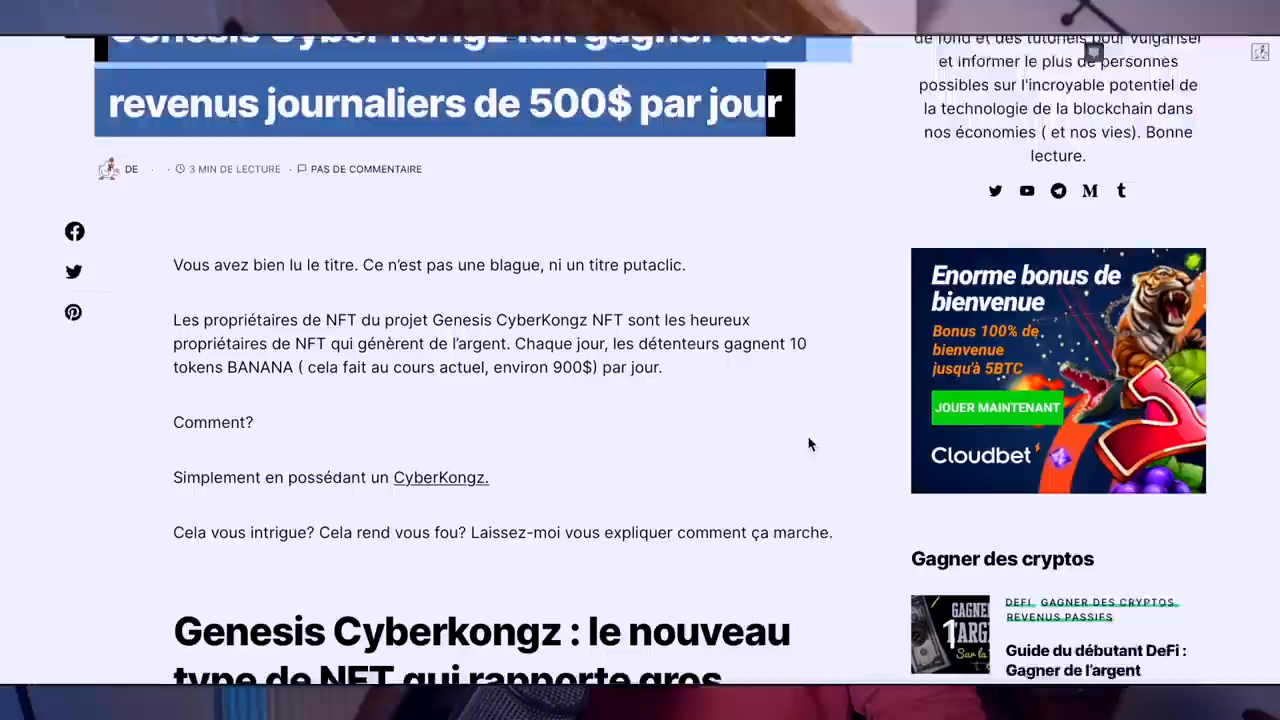 Genesis Cyber Kongz fait gagner des
revenus journaliers de 500$ par jour
DE
3 MIN DE LECTURE
PAS DE COMMENTAIRE
Vous avez bien lu le titre. Ce n'est pas une blague, ni un titre putaclic.
Les propriétaires de NFT du projet Genesis CyberKongz NFT sont les heureux
propriétaires de NFT qui génèrent de l'argent. Chaque jour, les détenteurs gagnent 10
tokens BANANA ( cela fait au cours actuel, environ 900$) par jour.
Comment?
Simplement en possédant un CyberKongz.
Cela vous intrigue? Cela rend vous fou? Laissez-moi vous expliquer comment ça marche.
Genesis Cyberkongz : le nouveau
type de NFT qui rapporte gros
de fond et des tutoriels pour vulgariser
et informer le plus de personnes
possibles sur l'incroyable potentiel de
la technologie de la blockchain dans
nos économies ( et nos vies). Bonne
lecture.
Enorme bonus de
bienvenue
Bonus 100% de
bienvenue
jusqu'à 5BTC
JOUER MAINTENANT
Cloudbet
Gagner des cryptos
DEFI, GAGNER DES CRYPTOS,
REVENUS PASSIFS
Guide du débutant DeFi :
Gagner de l'argent